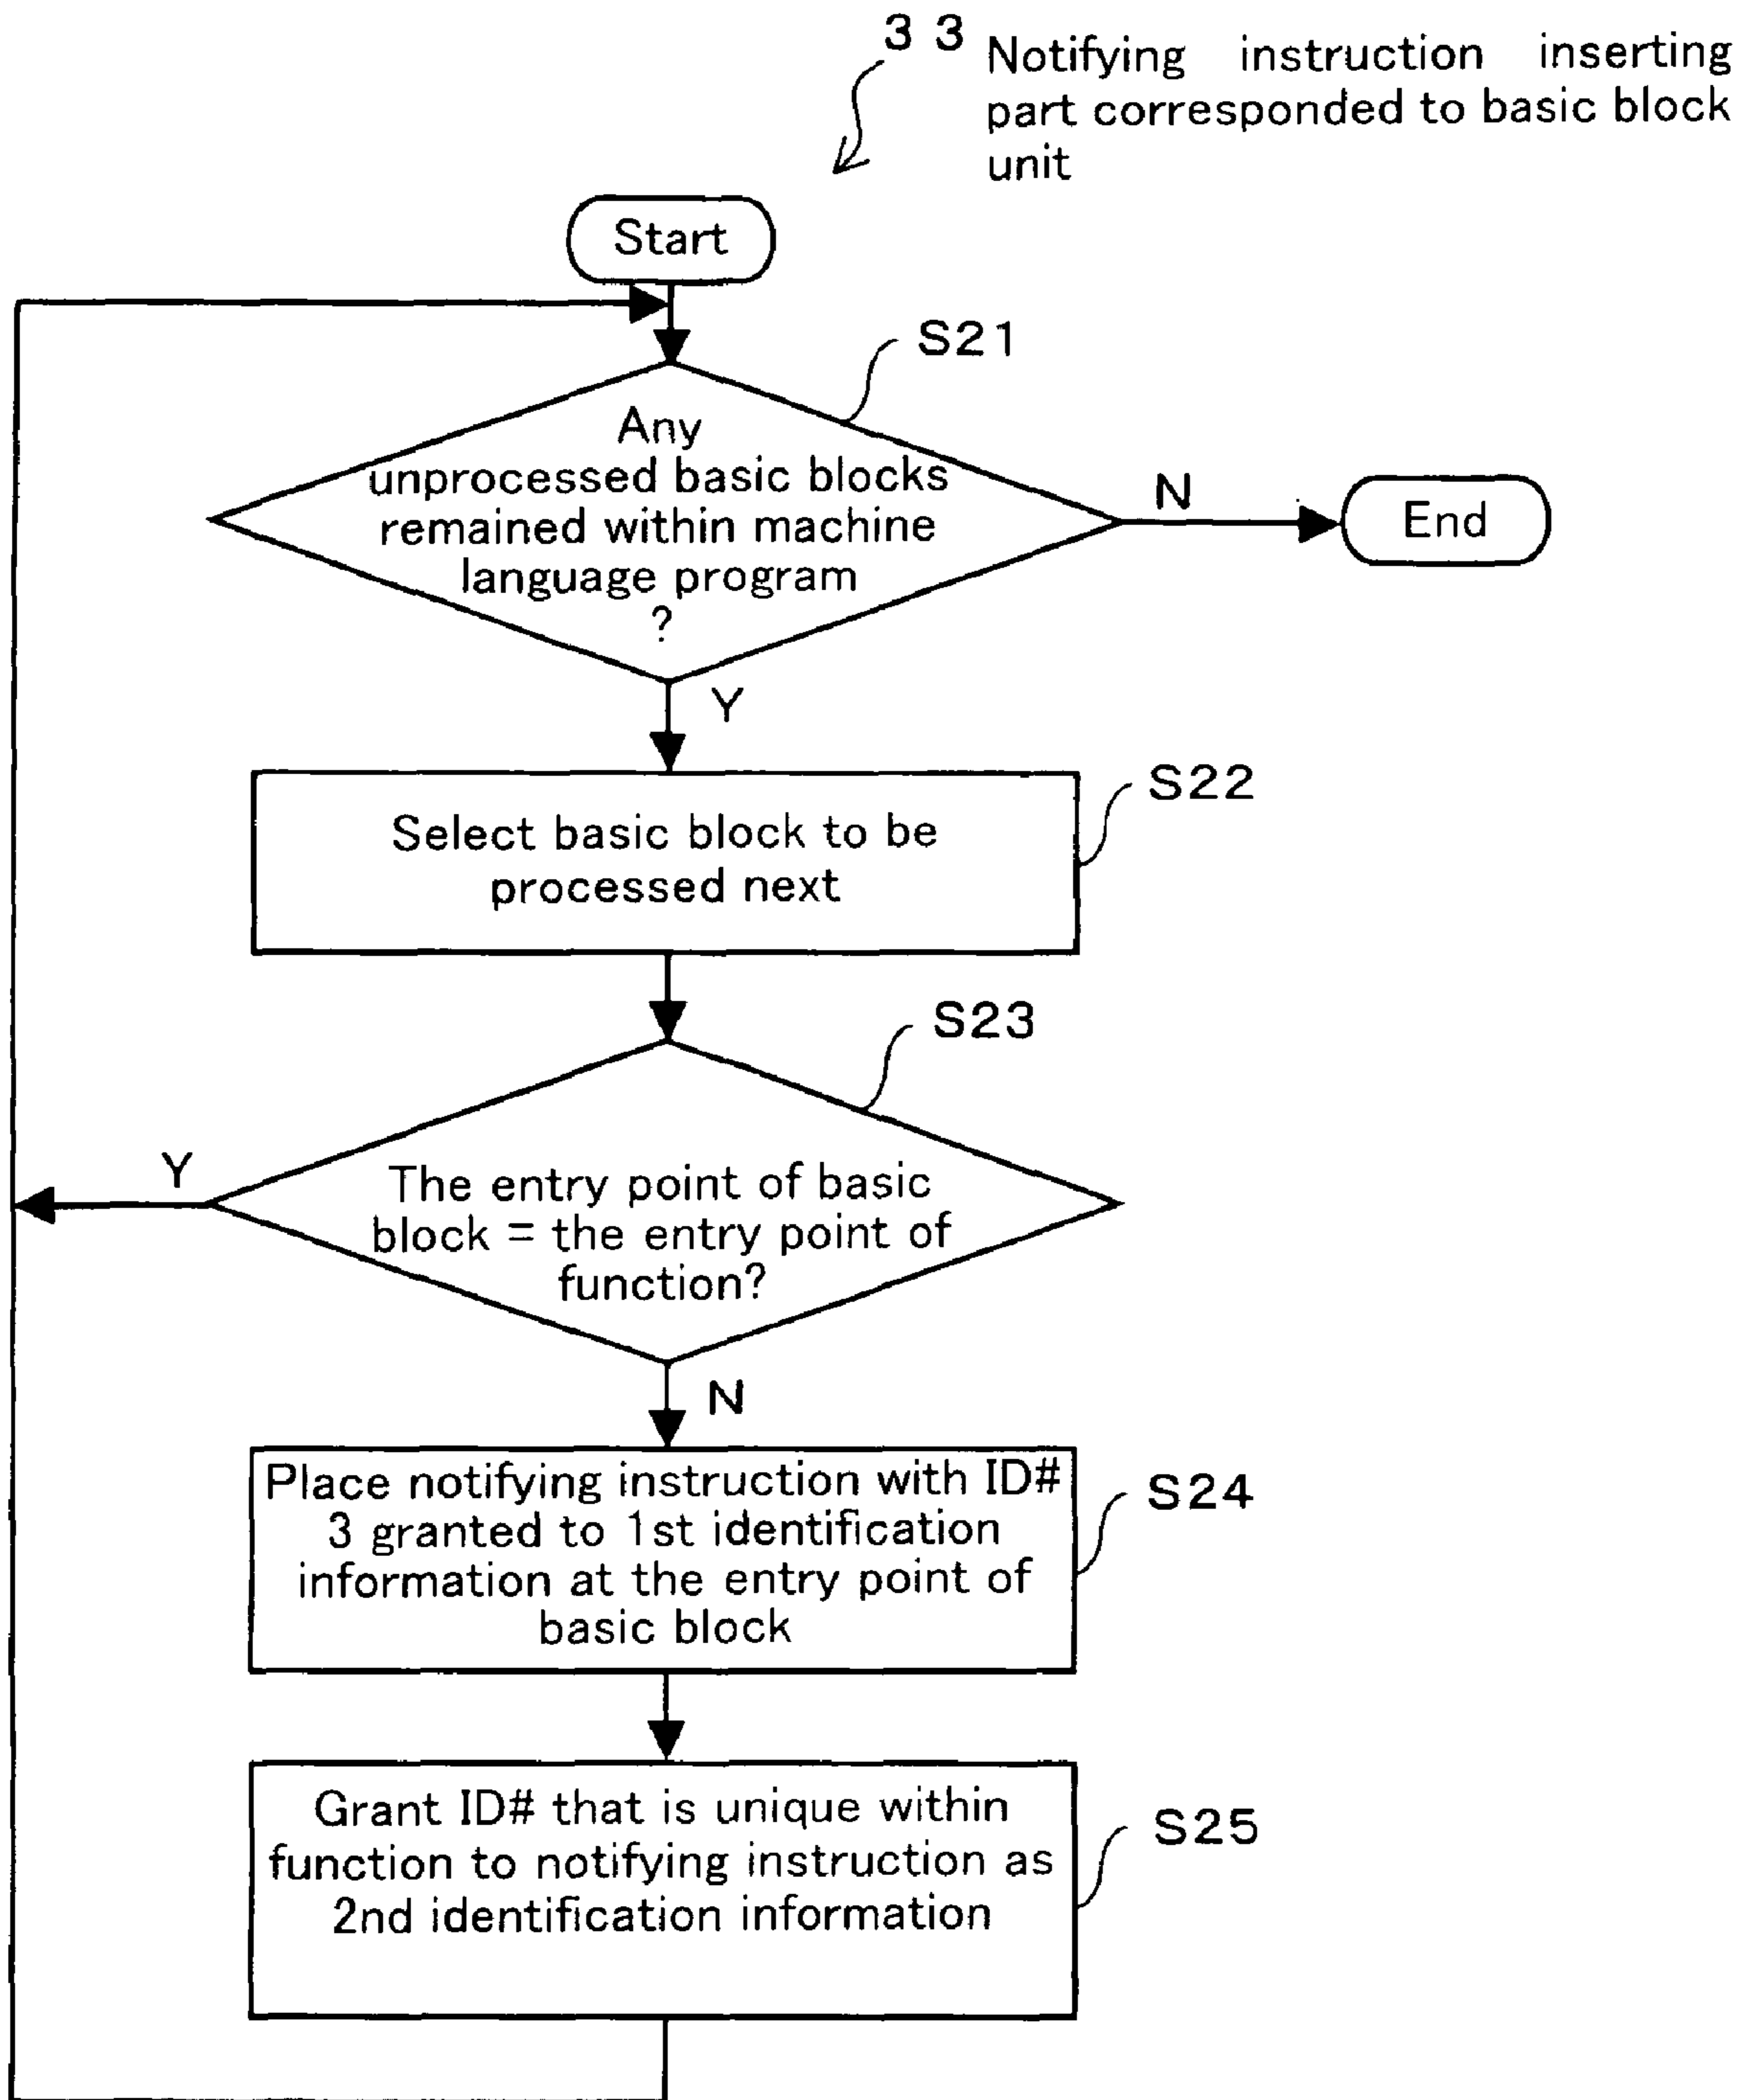 33
Notifying instruction inserting
part corresponded to basic block
unit
Start
S21
Any
unprocessed basic blocks
remained within machine
language program
?
N
End
Y
S22
Select basic block to be
processed next
S23
Y
The entry point of basic
block = the entry point of
function?
N
S24
Place notifying instruction with ID#
3 granted to 1st identification
information at the entry point of
basic block
S25
Grant ID# that is unique within
function to notifying instruction as
2nd identification information